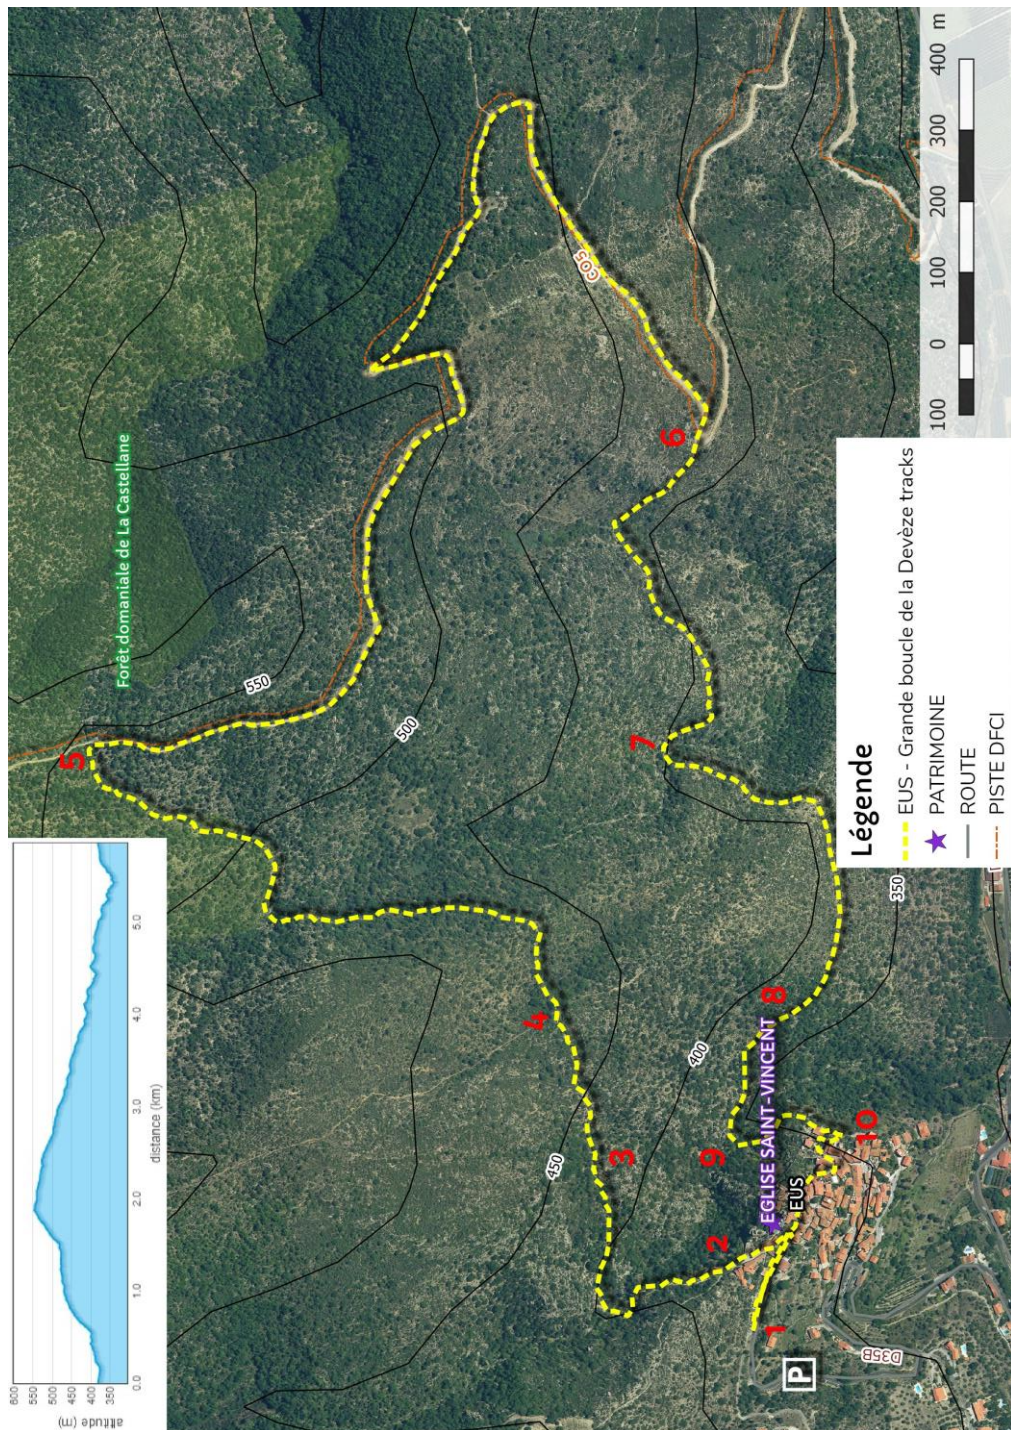 600
550
500
450
400
350
altitude (m)
0.0
1.0
2.0
3.0
4.0
5.0
distance (km)
Forêt domaniale de La Castellane
550
500
450
400
350
CO5
1
2
3
4
5
6
7
8
9
10
EGLISE SAINT-VINCENT
EUS
P
D35B
Légende
EUS - Grande boucle de la Devèze tracks
PATRIMOINE
ROUTE
PISTE DFCI
100 0 100 200 300 400 m